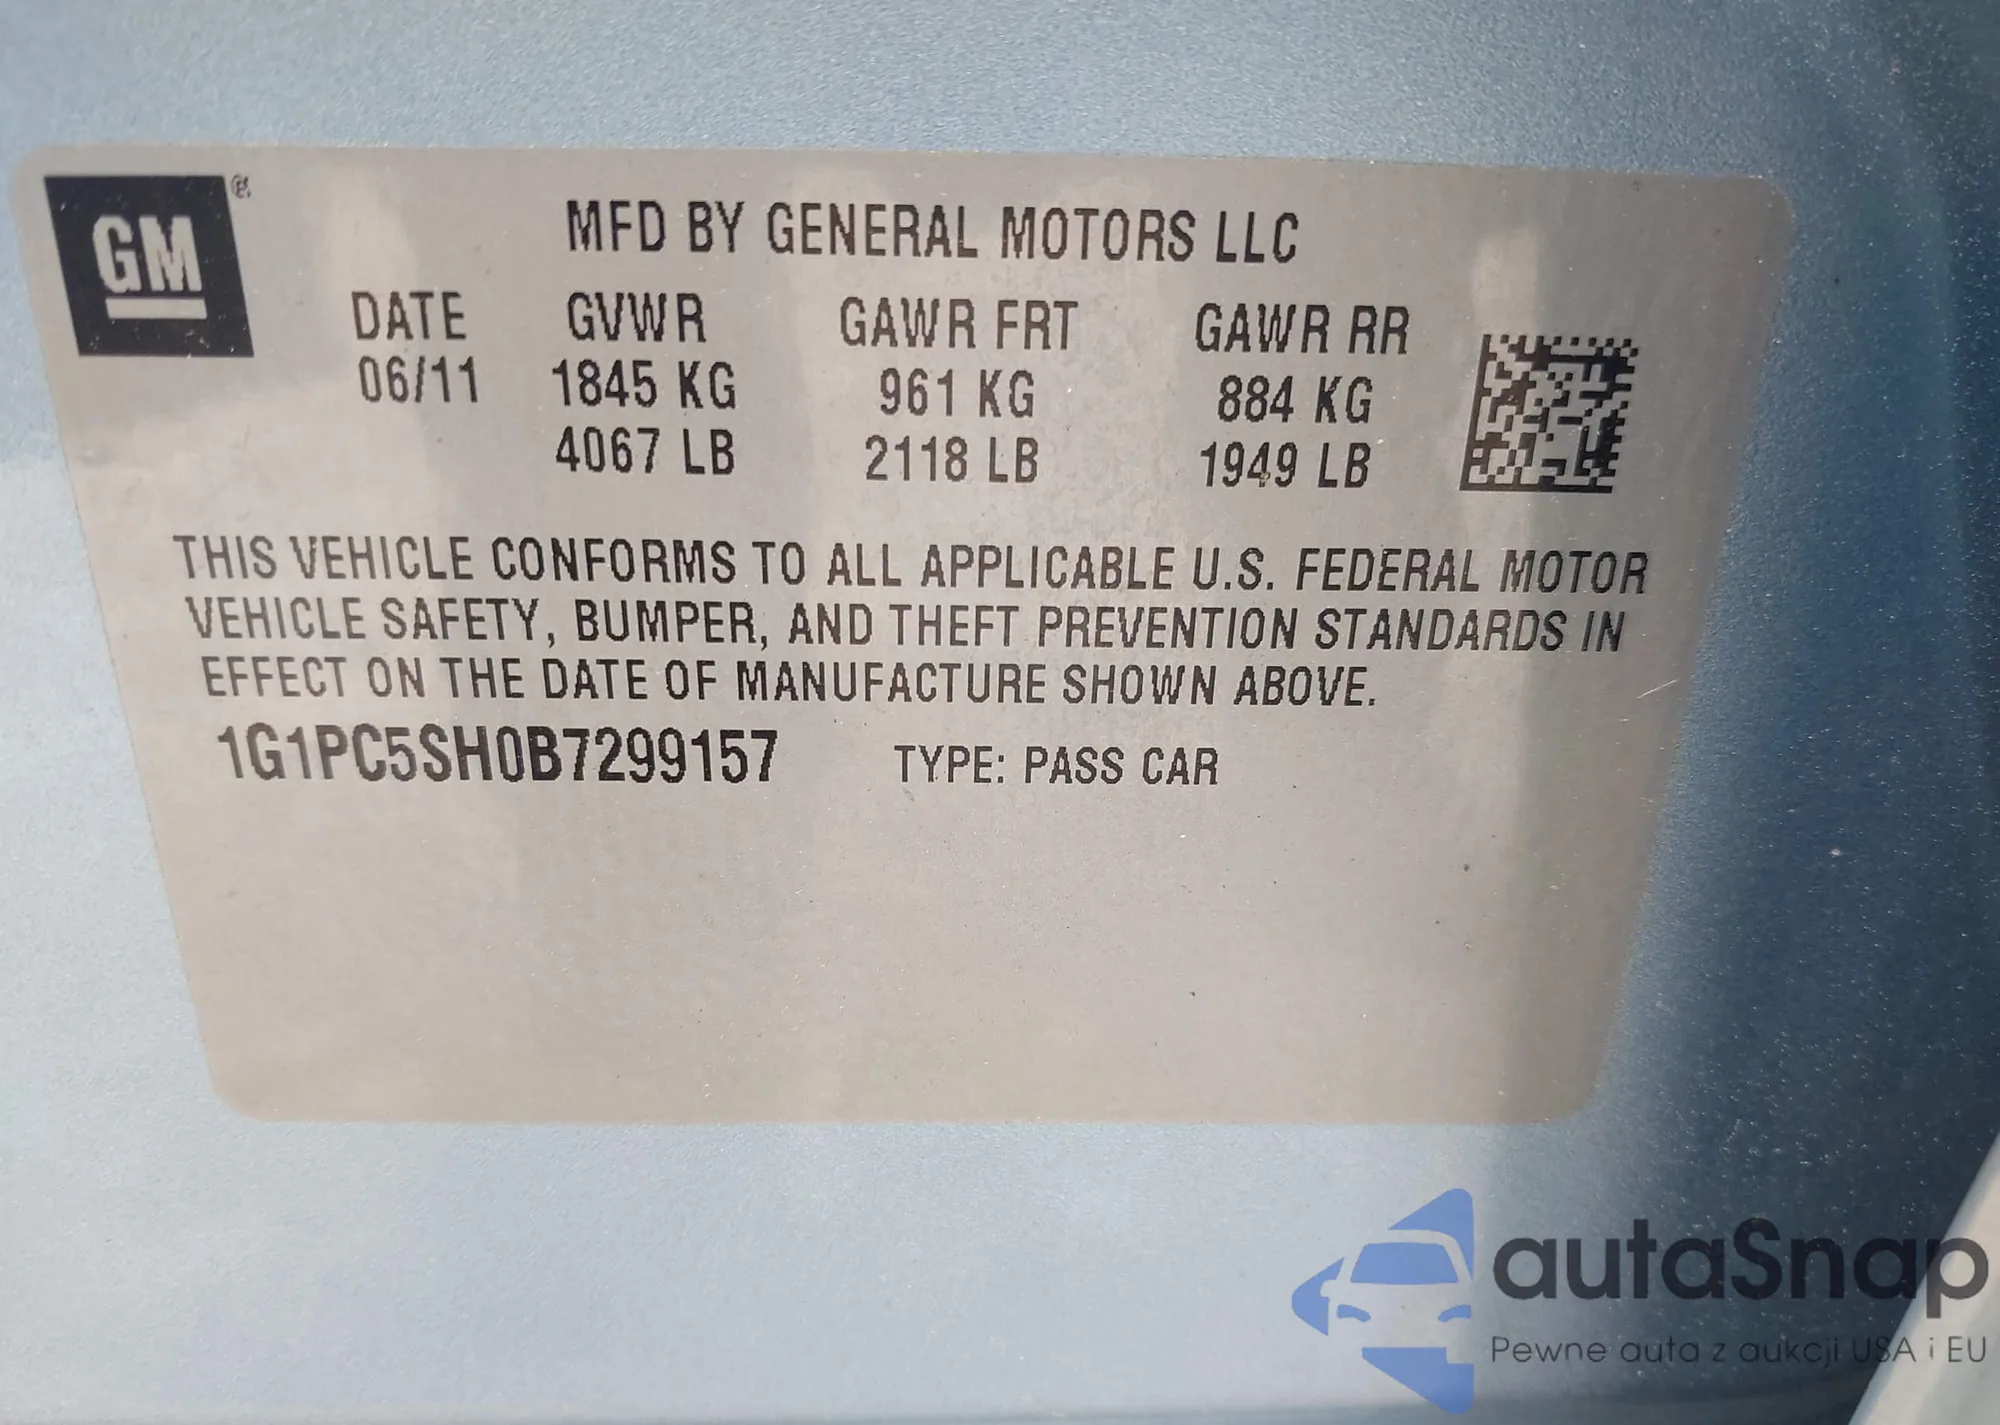 GM®
MFD BY GENERAL MOTORS LLC
DATE GVWR GAWR FRT GAWR RR
06/11 1845 KG 961 KG 884 KG
4067 LB 2118 LB 1949 LB
THIS VEHICLE CONFORMS TO ALL APPLICABLE U.S. FEDERAL MOTOR
VEHICLE SAFETY, BUMPER, AND THEFT PREVENTION STANDARDS IN
EFFECT ON THE DATE OF MANUFACTURE SHOWN ABOVE.
1G1PC5SH0B7299157 TYPE: PASS CAR
autaSnap
Pewne auta z aukcji USA i EU